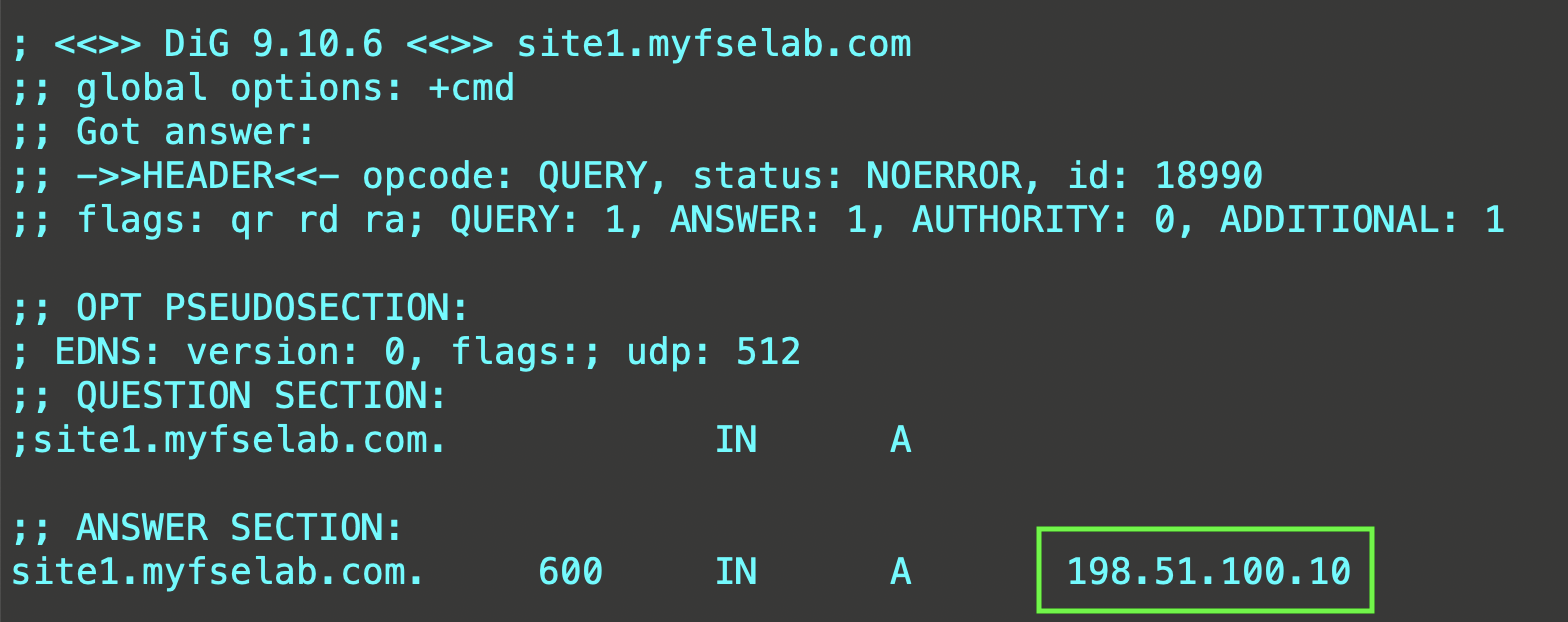 ; <<>> DiG 9.10.6 <<>> site1.myfselab.com
;; global options: +cmd
;; Got answer:
;; ->>HEADER<<- opcode: QUERY, status: NOERROR, id: 18990
;; flags: qr rd ra; QUERY: 1, ANSWER: 1, AUTHORITY: 0, ADDITIONAL: 1
;; OPT PSEUDOSECTION:
; EDNS: version: 0, flags:; udp: 512
;; QUESTION SECTION:
;site1.myfselab.com. IN A
;; ANSWER SECTION:
site1.myfselab.com. 600 IN A 198.51.100.10